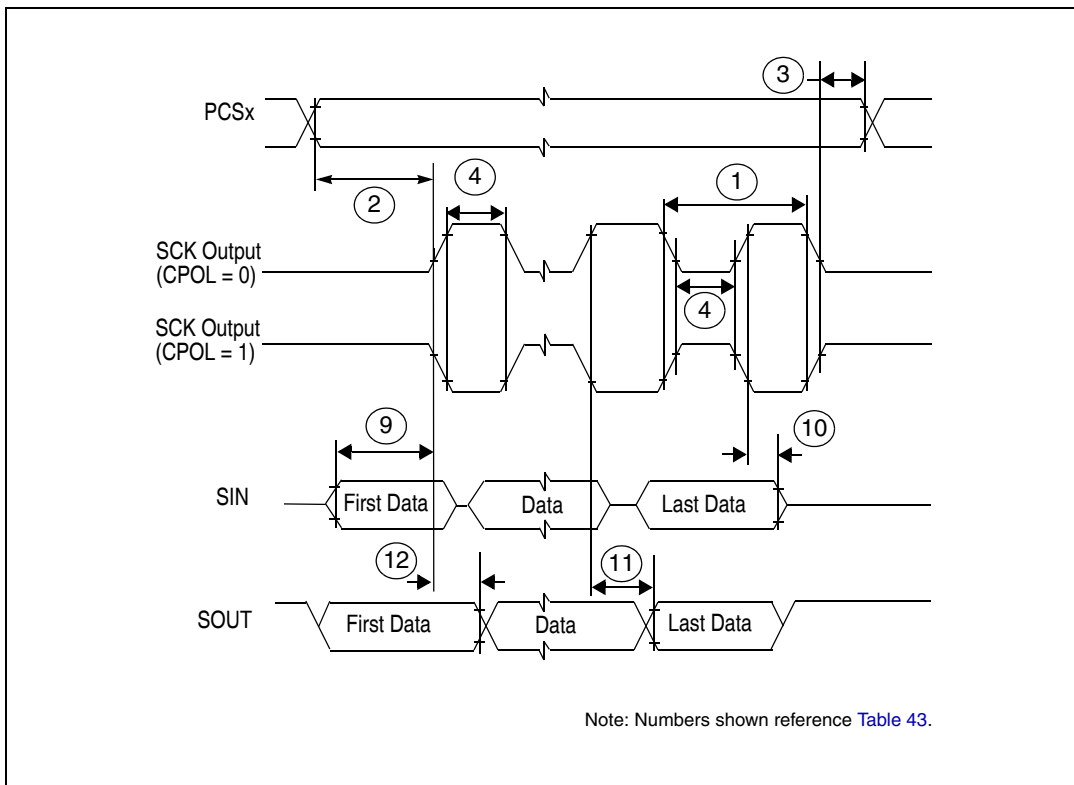 3
PCSx
2
4
1
SCK Output
(CPOL = 0)
4
SCK Output
(CPOL = 1)
9
10
SIN
First Data
Data
Last Data
12
11
SOUT
First Data
Data
Last Data
Note: Numbers shown reference Table 43.